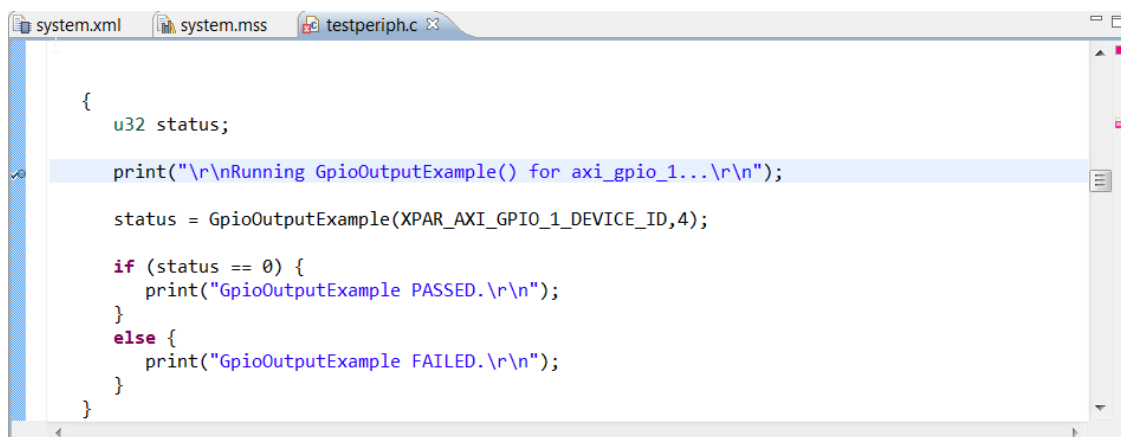 system.xml system.mss testperiph.c
{
u32 status;
print("\r\nRunning GpioOutputExample() for axi_gpio_1...\r\n");
status = GpioOutputExample(XPAR_AXI_GPIO_1_DEVICE_ID,4);
if (status == 0) {
print("GpioOutputExample PASSED.\r\n");
}
else {
print("GpioOutputExample FAILED.\r\n");
}
}